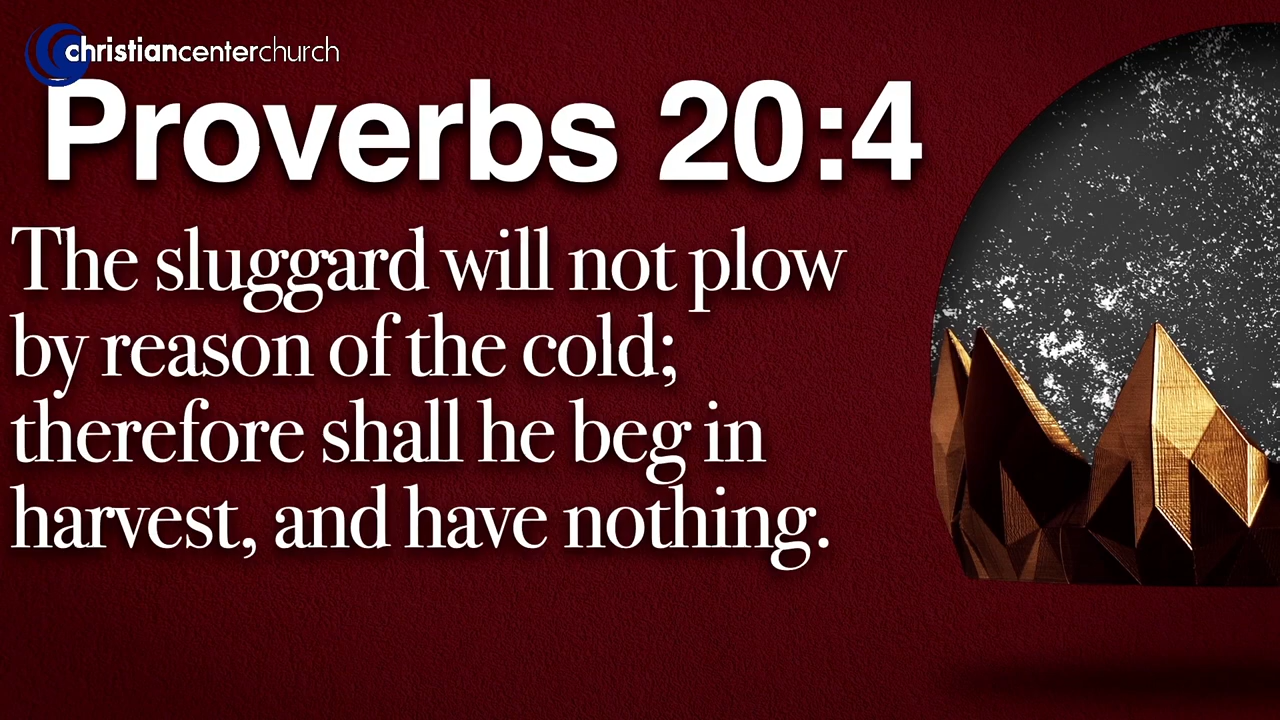 christiancenterchurch
Proverbs 20:4
The sluggard will not plow
by reason of the cold;
therefore shall he beg in
harvest, and have nothing.